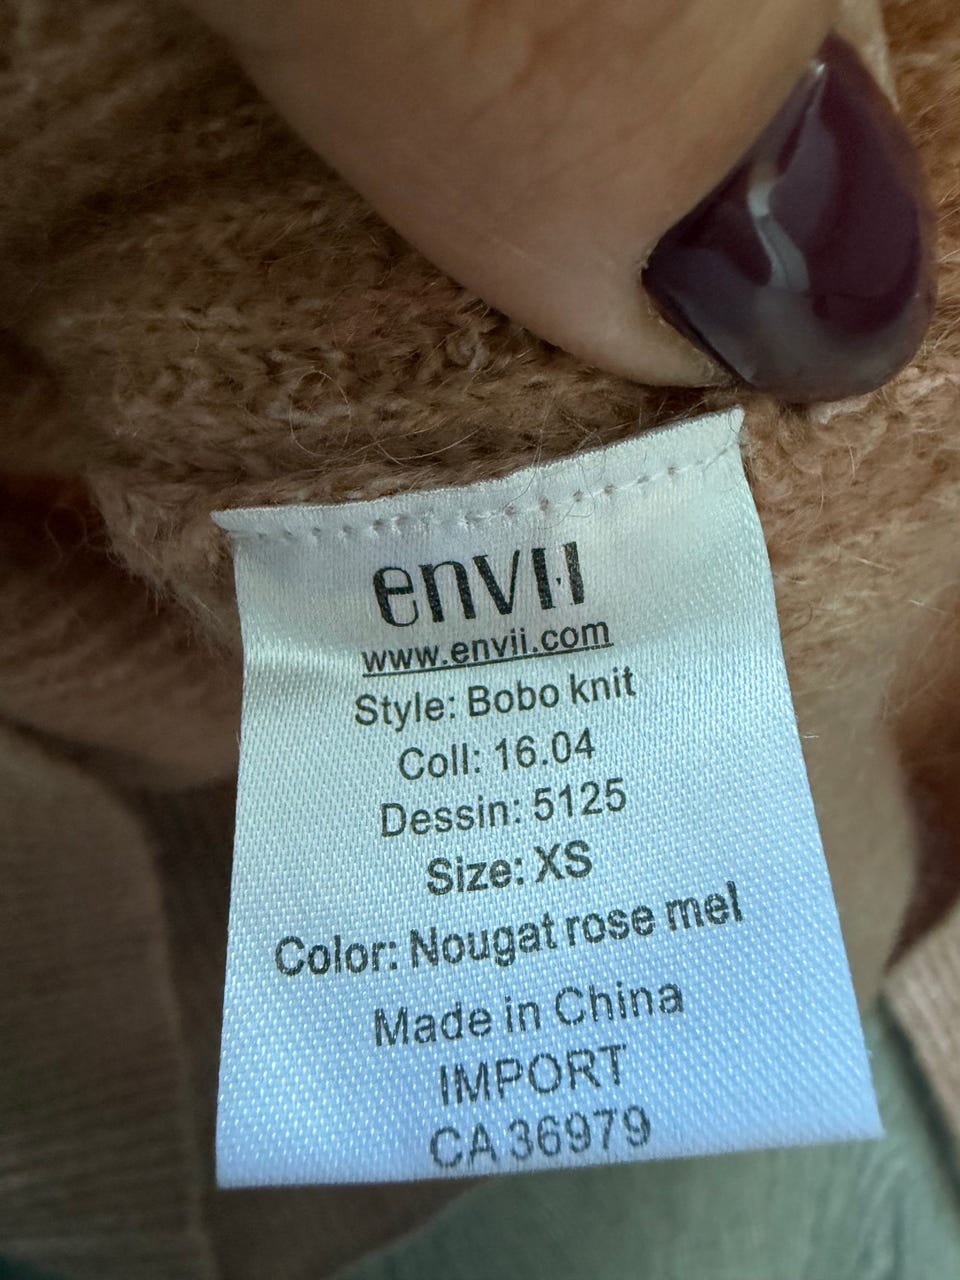 envii
www.envii.com
Style: Bobo knit
Coll: 16.04
Dessin: 5125
Size: XS
Color: Nougat rose mel
Made in China
IMPORT
CA 36979